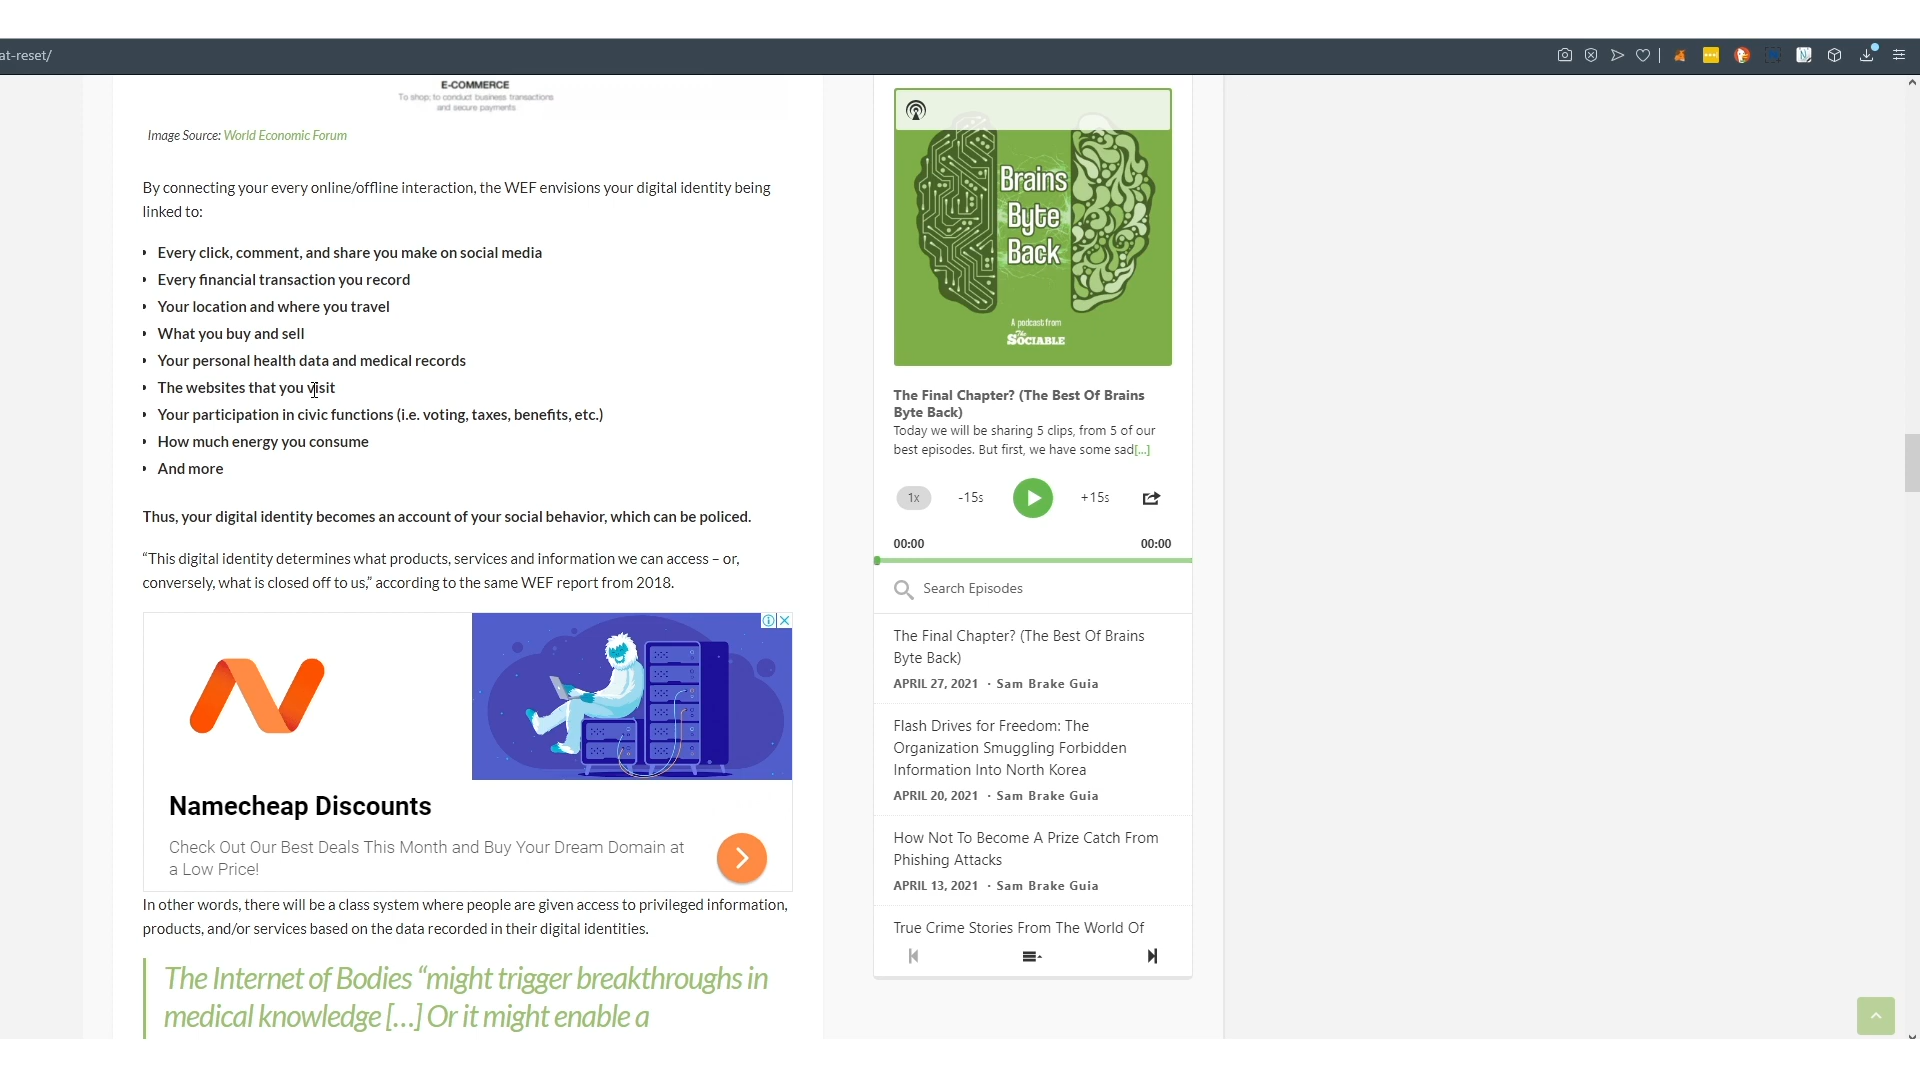 at-reset/
E-COMMERCE
To shop; to conduct business transactions
and secure payments
Image Source: World Economic Forum
By connecting your every online/offline interaction, the WEF envisions your digital identity being
linked to:
Every click, comment, and share you make on social media
Every financial transaction you record
Your location and where you travel
What you buy and sell
Your personal health data and medical records
The websites that you visit
Your participation in civic functions (i.e. voting, taxes, benefits, etc.)
How much energy you consume
And more
Thus, your digital identity becomes an account of your social behavior, which can be policed.
“This digital identity determines what products, services and information we can access – or,
conversely, what is closed off to us,” according to the same WEF report from 2018.
Namecheap Discounts
Check Out Our Best Deals This Month and Buy Your Dream Domain at
a Low Price!
In other words, there will be a class system where people are given access to privileged information,
products, and/or services based on the data recorded in their digital identities.
The Internet of Bodies “might trigger breakthroughs in
medical knowledge […] Or it might enable a
Brains
Byte
Back
A podcast from
The
SOCIABLE
The Final Chapter? (The Best Of Brains
Byte Back)
Today we will be sharing 5 clips, from 5 of our
best episodes. But first, we have some sad[...]
1x
-15s
+15s
00:00
00:00
Search Episodes
The Final Chapter? (The Best Of Brains
Byte Back)
APRIL 27, 2021 · Sam Brake Guia
Flash Drives for Freedom: The
Organization Smuggling Forbidden
Information Into North Korea
APRIL 20, 2021 · Sam Brake Guia
How Not To Become A Prize Catch From
Phishing Attacks
APRIL 13, 2021 · Sam Brake Guia
True Crime Stories From The World Of